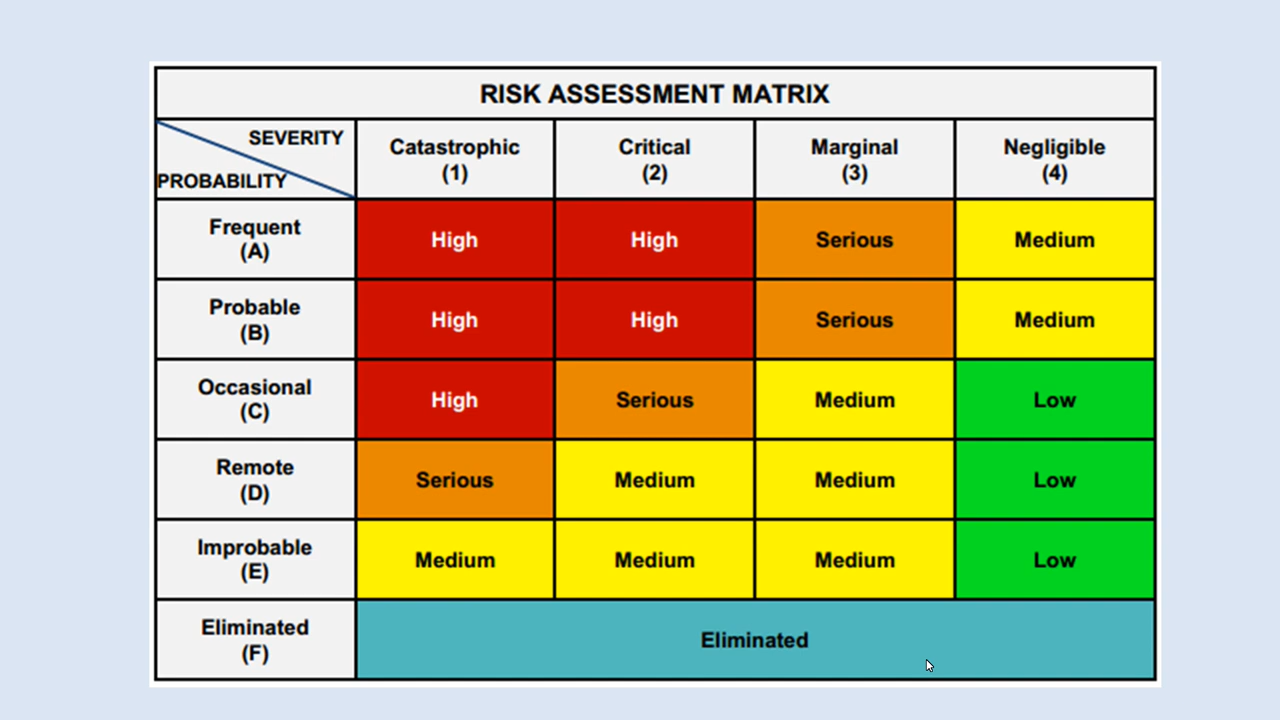 RISK ASSESSMENT MATRIX
SEVERITY
PROBABILITY
Catastrophic
(1)
Critical
(2)
Marginal
(3)
Negligible
(4)
Frequent
(A)
High
High
Serious
Medium
Probable
(B)
High
High
Serious
Medium
Occasional
(C)
High
Serious
Medium
Low
Remote
(D)
Serious
Medium
Medium
Low
Improbable
(E)
Medium
Medium
Medium
Low
Eliminated
(F)
Eliminated